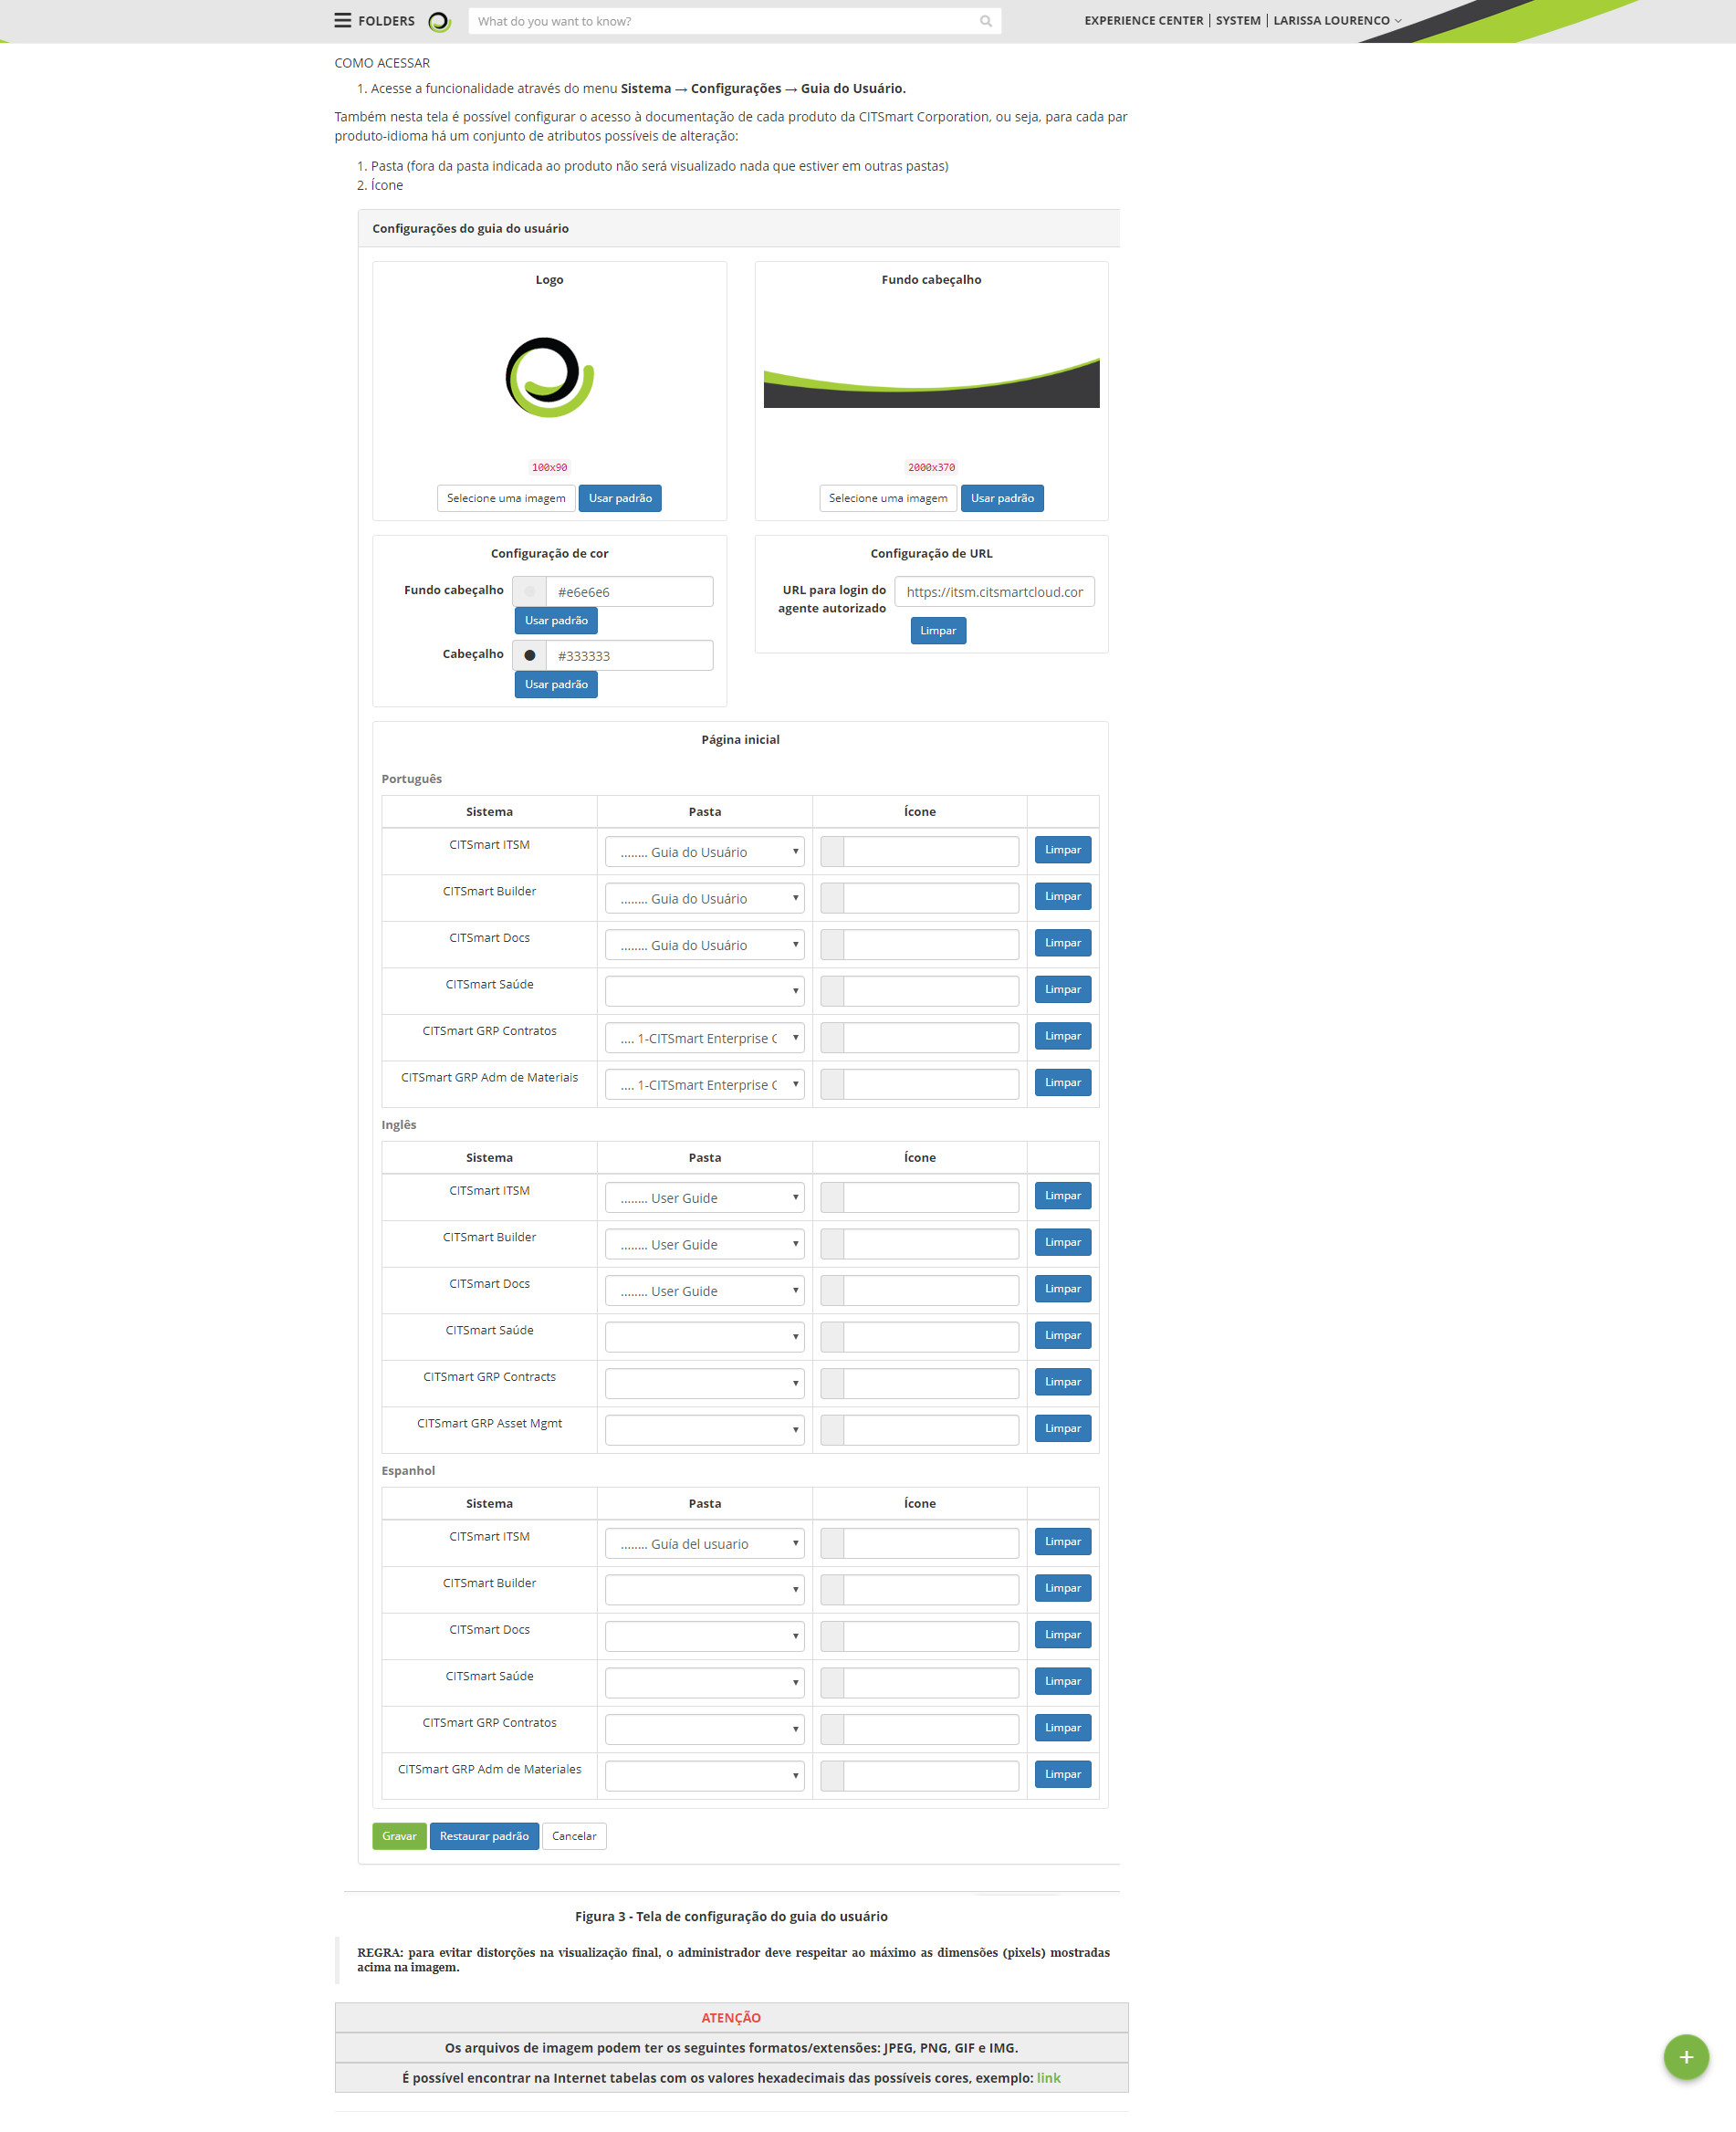 FOLDERS
What do you want to know?
EXPERIENCE CENTER | SYSTEM | LARISSA LOURENCO
COMO ACESSAR
1. Acesse a funcionalidade através do menu Sistema → Configurações → Guia do Usuário.
Também nesta tela é possível configurar o acesso à documentação de cada produto da CITSmart Corporation, ou seja, para cada par
produto-idioma há um conjunto de atributos possíveis de alteração:
1. Pasta (fora da pasta indicada ao produto não será visualizado nada que estiver em outras pastas)
2. Ícone
Configurações do guia do usuário
Logo
100x90
Selecione uma imagem Usar padrão
Fundo cabeçalho
2000x370
Selecione uma imagem Usar padrão
Configuração de cor
Fundo cabeçalho #e6e6e6
Usar padrão
Cabeçalho #333333
Usar padrão
Configuração de URL
URL para login do https://itsm.citsmartcloud.cor
agente autorizado
Limpar
Página inicial
Português
Sistema Pasta Ícone
CITSmart ITSM ........ Guia do Usuário Limpar
CITSmart Builder ........ Guia do Usuário Limpar
CITSmart Docs ........ Guia do Usuário Limpar
CITSmart Saúde Limpar
CITSmart GRP Contratos .... 1-CITSmart Enterprise C Limpar
CITSmart GRP Adm de Materiais .... 1-CITSmart Enterprise C Limpar
Inglês
Sistema Pasta Ícone
CITSmart ITSM ........ User Guide Limpar
CITSmart Builder ........ User Guide Limpar
CITSmart Docs ........ User Guide Limpar
CITSmart Saúde Limpar
CITSmart GRP Contracts Limpar
CITSmart GRP Asset Mgmt Limpar
Espanhol
Sistema Pasta Ícone
CITSmart ITSM ........ Guía del usuario Limpar
CITSmart Builder Limpar
CITSmart Docs Limpar
CITSmart Saúde Limpar
CITSmart GRP Contratos Limpar
CITSmart GRP Adm de Materiales Limpar
Gravar Restaurar padrão Cancelar
Figura 3 - Tela de configuração do guia do usuário
REGRA: para evitar distorções na visualização final, o administrador deve respeitar ao máximo as dimensões (pixels) mostradas
acima na imagem.
ATENÇÃO
Os arquivos de imagem podem ter os seguintes formatos/extensões: JPEG, PNG, GIF e IMG.
É possível encontrar na Internet tabelas com os valores hexadecimais das possíveis cores, exemplo: link
+